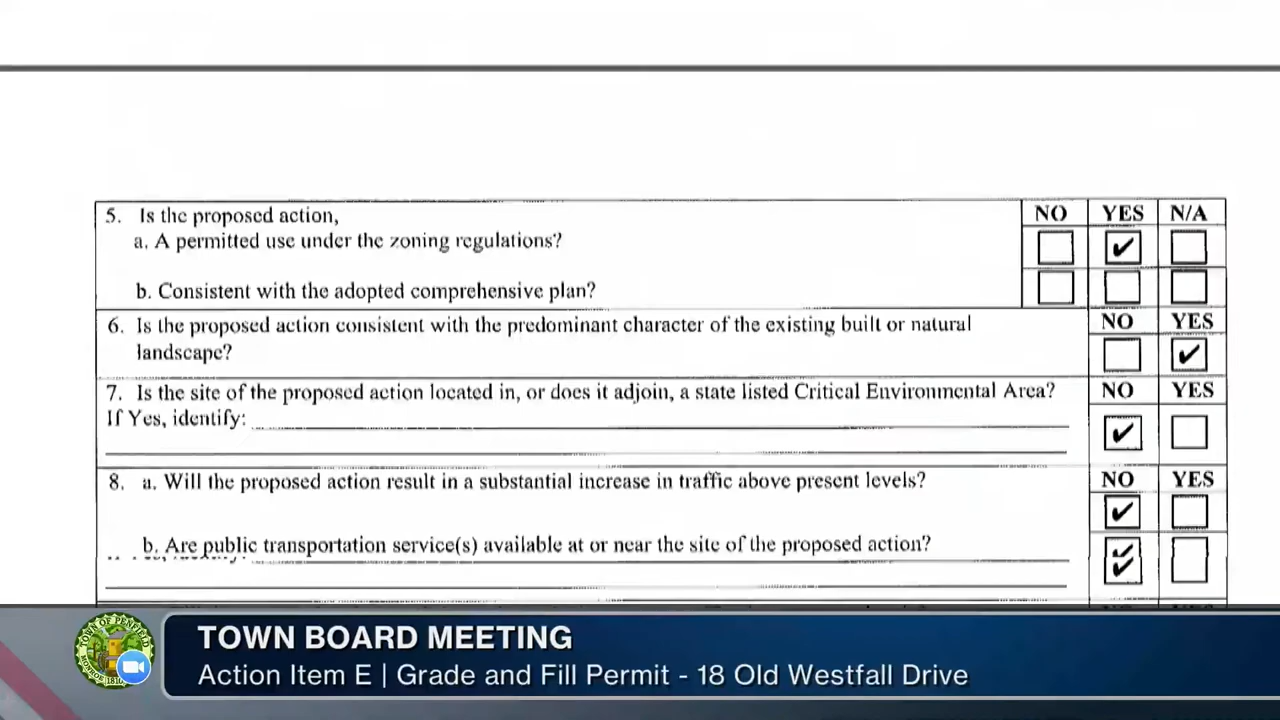 5. Is the proposed action,
NO YES N/A
a. A permitted use under the zoning regulations?
✔
b. Consistent with the adopted comprehensive plan?
6. Is the proposed action consistent with the predominant character of the existing built or natural
NO YES
landscape?
✔
7. Is the site of the proposed action located in, or does it adjoin, a state listed Critical Environmental Area?
NO YES
If Yes, identify:
✔
8. a. Will the proposed action result in a substantial increase in traffic above present levels?
NO YES
✔
b. Are public transportation service(s) available at or near the site of the proposed action?
✔
TOWN BOARD MEETING
Action Item E | Grade and Fill Permit - 18 Old Westfall Drive